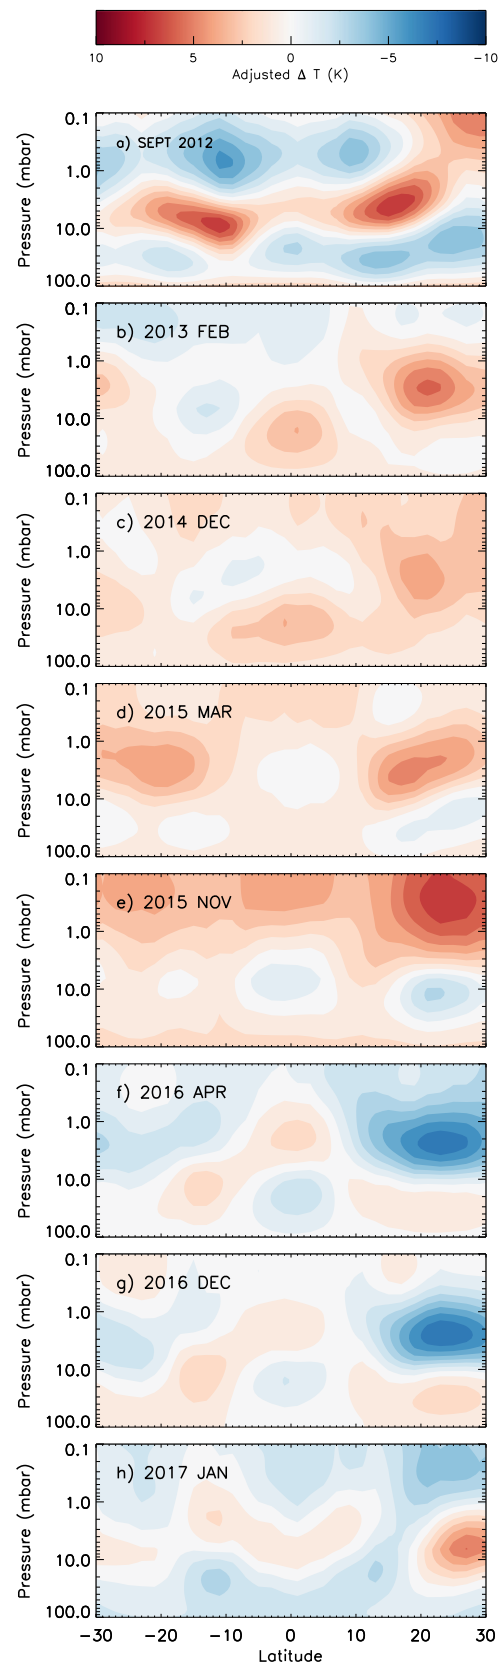 10 5 0 −5 −10
Adjusted Δ T (K)
a) SEPT 2012
0.1
1.0
10.0
100.0
Pressure (mbar)
b) 2013 FEB
0.1
1.0
10.0
100.0
Pressure (mbar)
c) 2014 DEC
0.1
1.0
10.0
100.0
Pressure (mbar)
d) 2015 MAR
0.1
1.0
10.0
100.0
Pressure (mbar)
e) 2015 NOV
0.1
1.0
10.0
100.0
Pressure (mbar)
f) 2016 APR
0.1
1.0
10.0
100.0
Pressure (mbar)
g) 2016 DEC
0.1
1.0
10.0
100.0
Pressure (mbar)
h) 2017 JAN
0.1
1.0
10.0
100.0
Pressure (mbar)
−30 −20 −10 0 10 20 30
Latitude